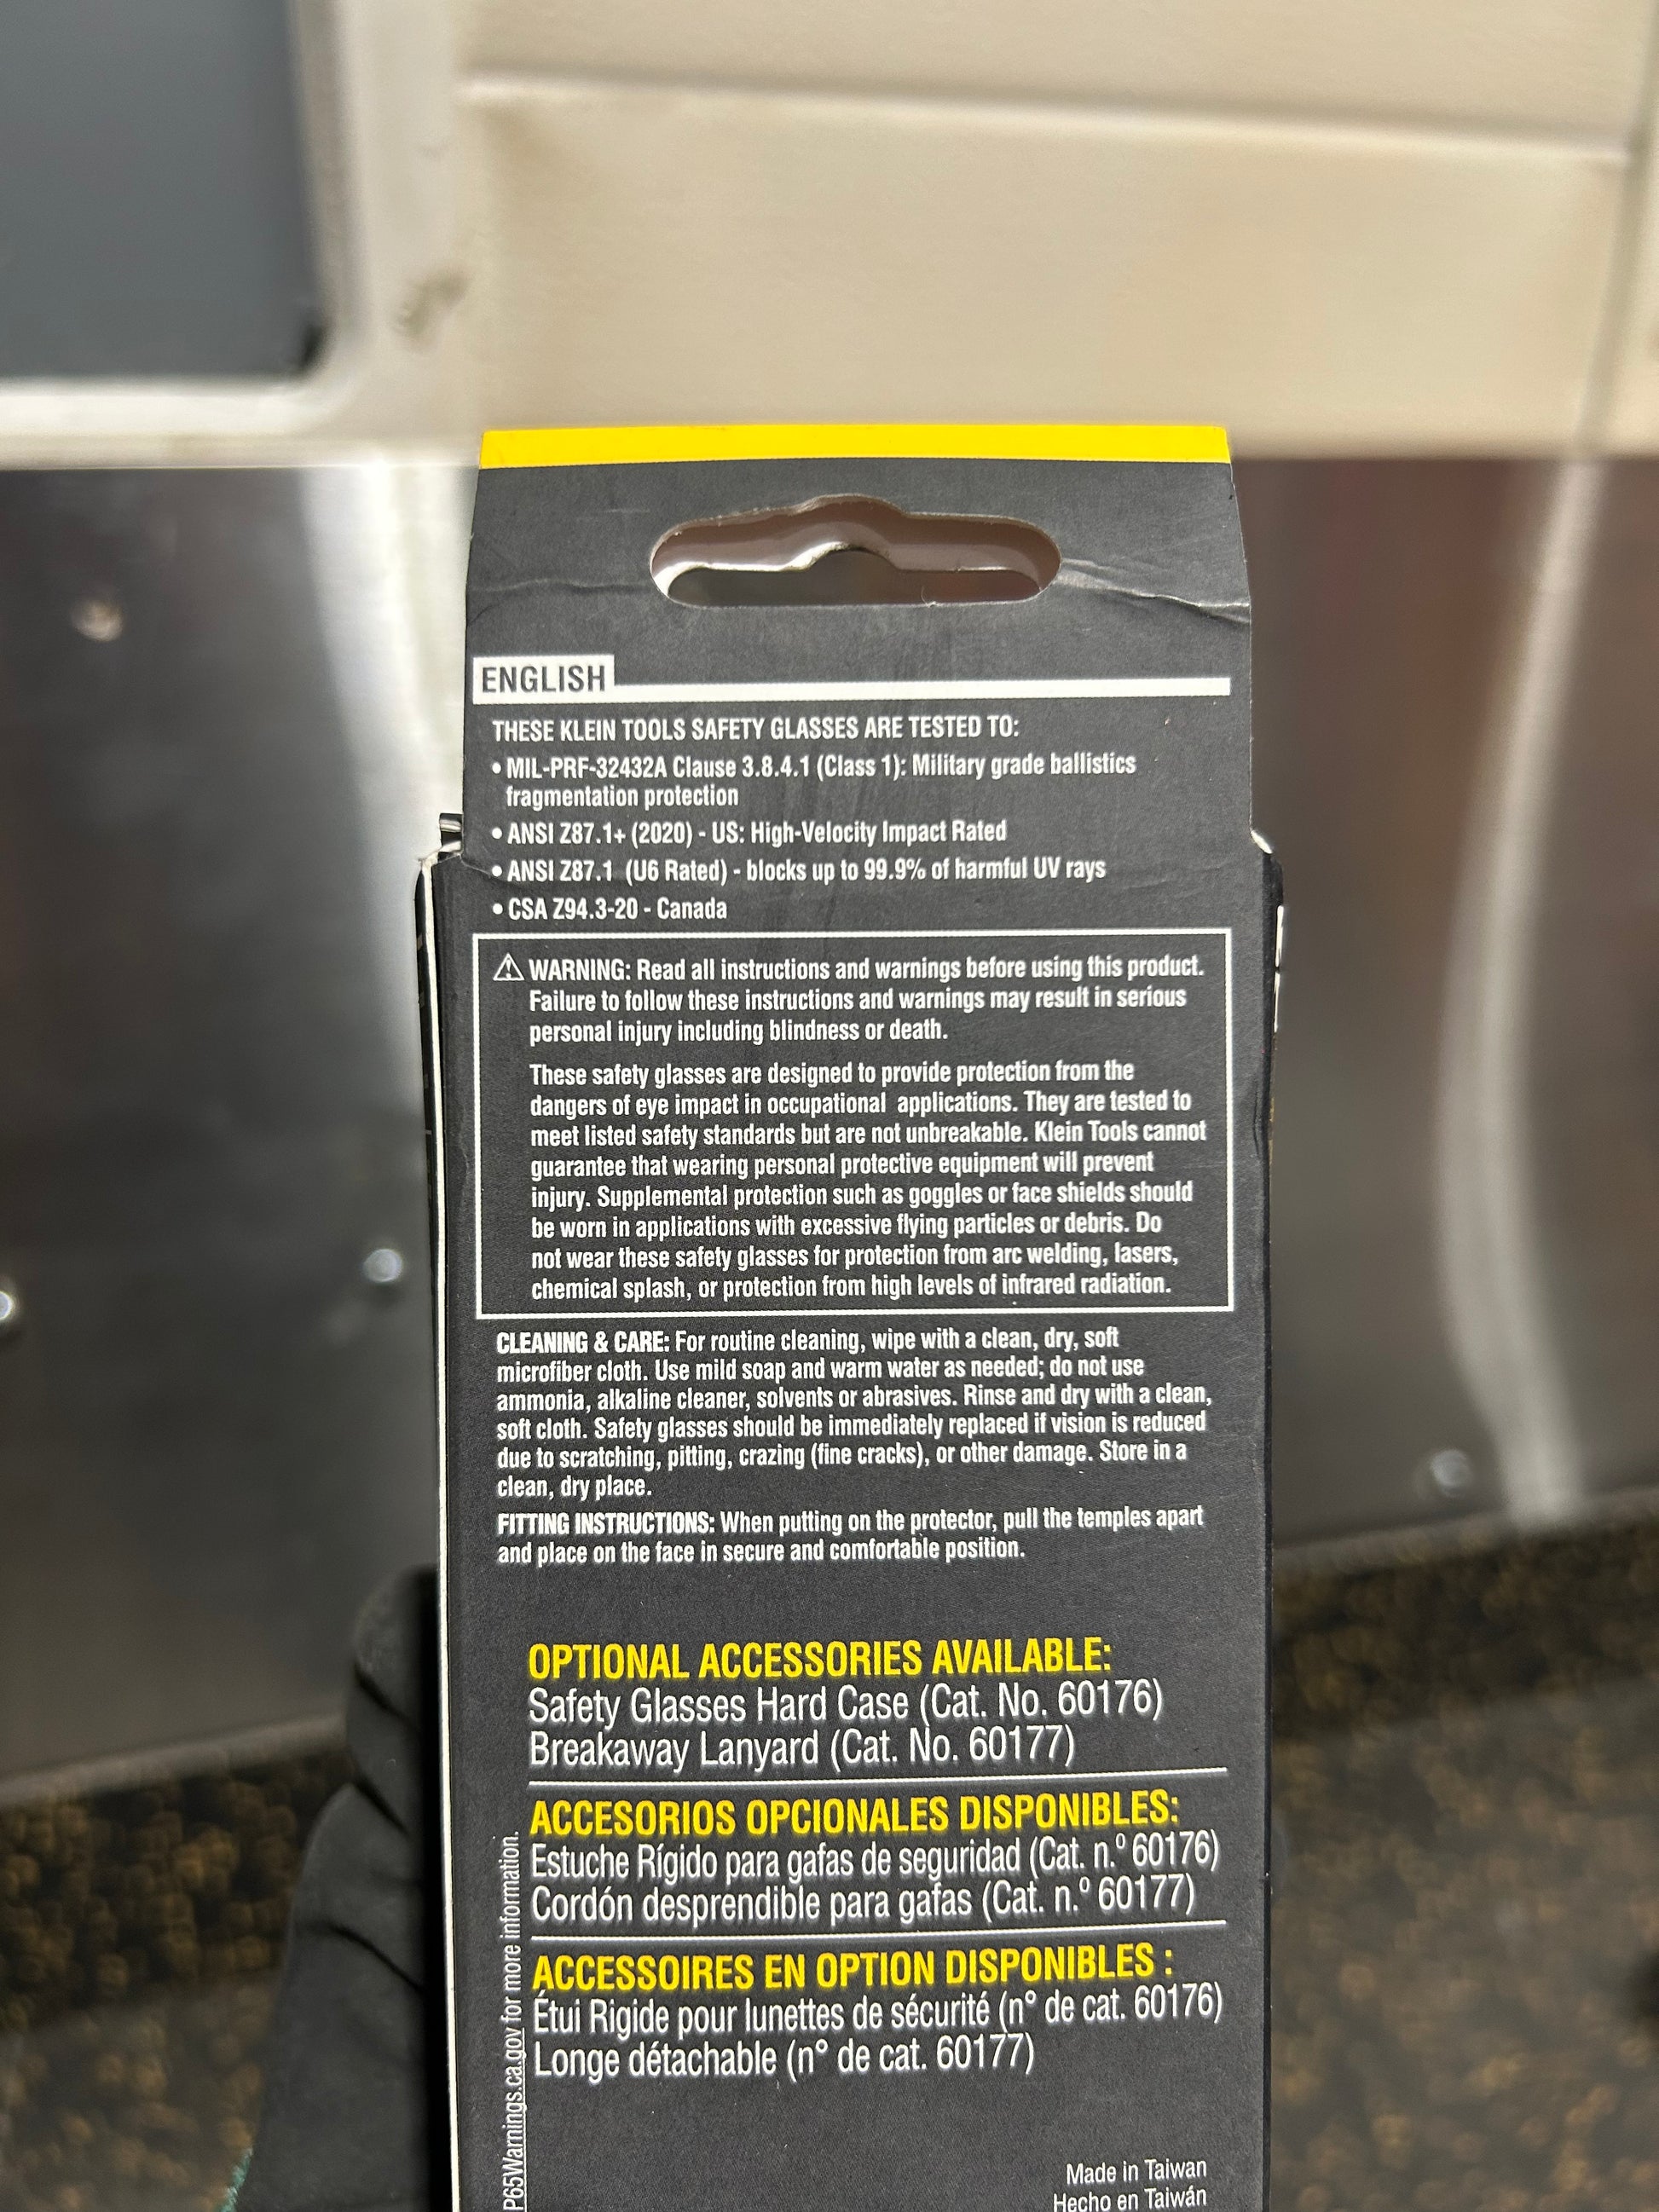 ENGLISH
THESE KLEIN TOOLS SAFETY GLASSES ARE TESTED TO:
• MIL-PRF-32432A Clause 3.8.4.1 (Class 1): Military grade ballistics
fragmentation protection
• ANSI Z87.1+ (2020) - US: High-Velocity Impact Rated
• ANSI Z87.1 (U6 Rated) - blocks up to 99.9% of harmful UV rays
• CSA Z94.3-20 - Canada
⚠ WARNING: Read all instructions and warnings before using this product.
Failure to follow these instructions and warnings may result in serious
personal injury including blindness or death.
These safety glasses are designed to provide protection from the
dangers of eye impact in occupational applications. They are tested to
meet listed safety standards but are not unbreakable. Klein Tools cannot
guarantee that wearing personal protective equipment will prevent
injury. Supplemental protection such as goggles or face shields should
be worn in applications with excessive flying particles or debris. Do
not wear these safety glasses for protection from arc welding, lasers,
chemical splash, or protection from high levels of infrared radiation.
CLEANING & CARE: For routine cleaning, wipe with a clean, dry, soft
microfiber cloth. Use mild soap and warm water as needed; do not use
ammonia, alkaline cleaner, solvents or abrasives. Rinse and dry with a clean,
soft cloth. Safety glasses should be immediately replaced if vision is reduced
due to scratching, pitting, crazing (fine cracks), or other damage. Store in a
clean, dry place.
FITTING INSTRUCTIONS: When putting on the protector, pull the temples apart
and place on the face in secure and comfortable position.
OPTIONAL ACCESSORIES AVAILABLE:
Safety Glasses Hard Case (Cat. No. 60176)
Breakaway Lanyard (Cat. No. 60177)
ACCESORIOS OPCIONALES DISPONIBLES:
Estuche Rígido para gafas de seguridad (Cat. n.º 60176)
Cordón desprendible para gafas (Cat. n.º 60177)
ACCESSOIRES EN OPTION DISPONIBLES :
Étui Rigide pour lunettes de sécurité (n° de cat. 60176)
Longe détachable (n° de cat. 60177)
P65Warnings.ca.gov for more information.
Made in Taiwan
Hecho en Taiwán